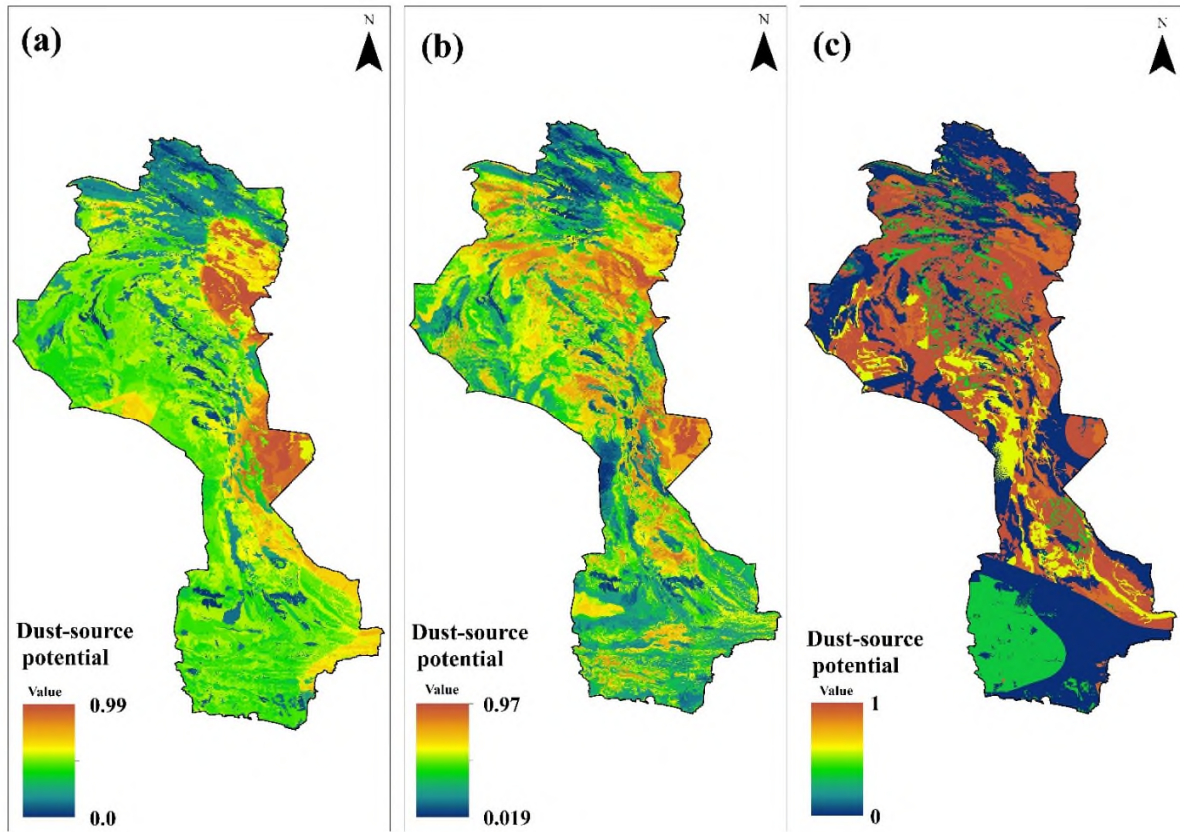 (a)
N
Dust-source
potential
Value
0.99
0.0
(b)
N
Dust-source
potential
Value
0.97
0.019
(c)
N
Dust-source
potential
Value
1
0